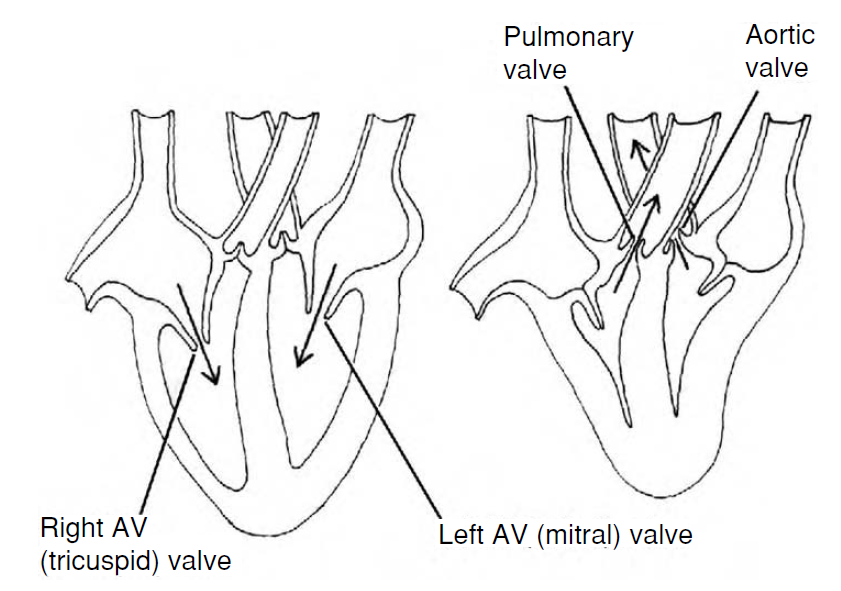 Pulmonary
valve
Aortic
valve
Right AV
(tricuspid) valve
Left AV (mitral) valve